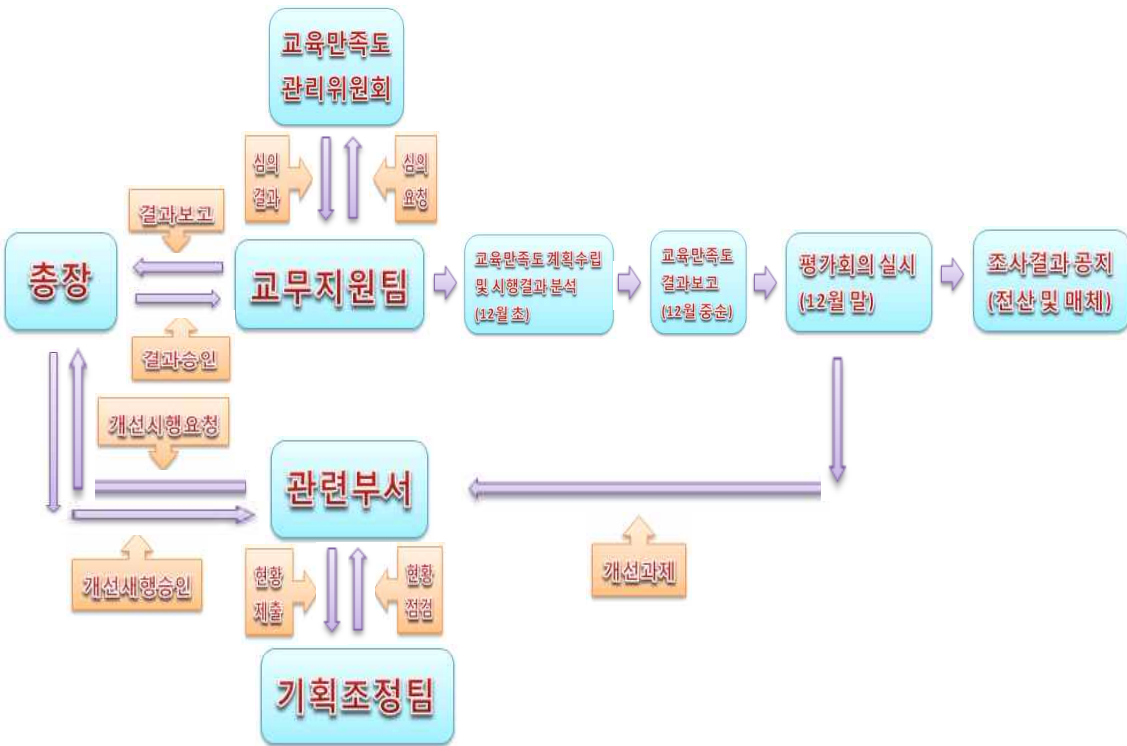 교육만족도
관리위원회
심의
결과
심의
요청
결과보고
총장
교무지원팀
교육만족도 계획수립
및 시행결과 분석
(12월 초)
교육만족도
결과보고
(12월 중순)
평가회의 실시
(12월 말)
조사결과 공지
(전산 및 매체)
결과승인
개선시행요청
관련부서
개선새행승인
개선과제
현황
제출
현황
점검
기획조정팀